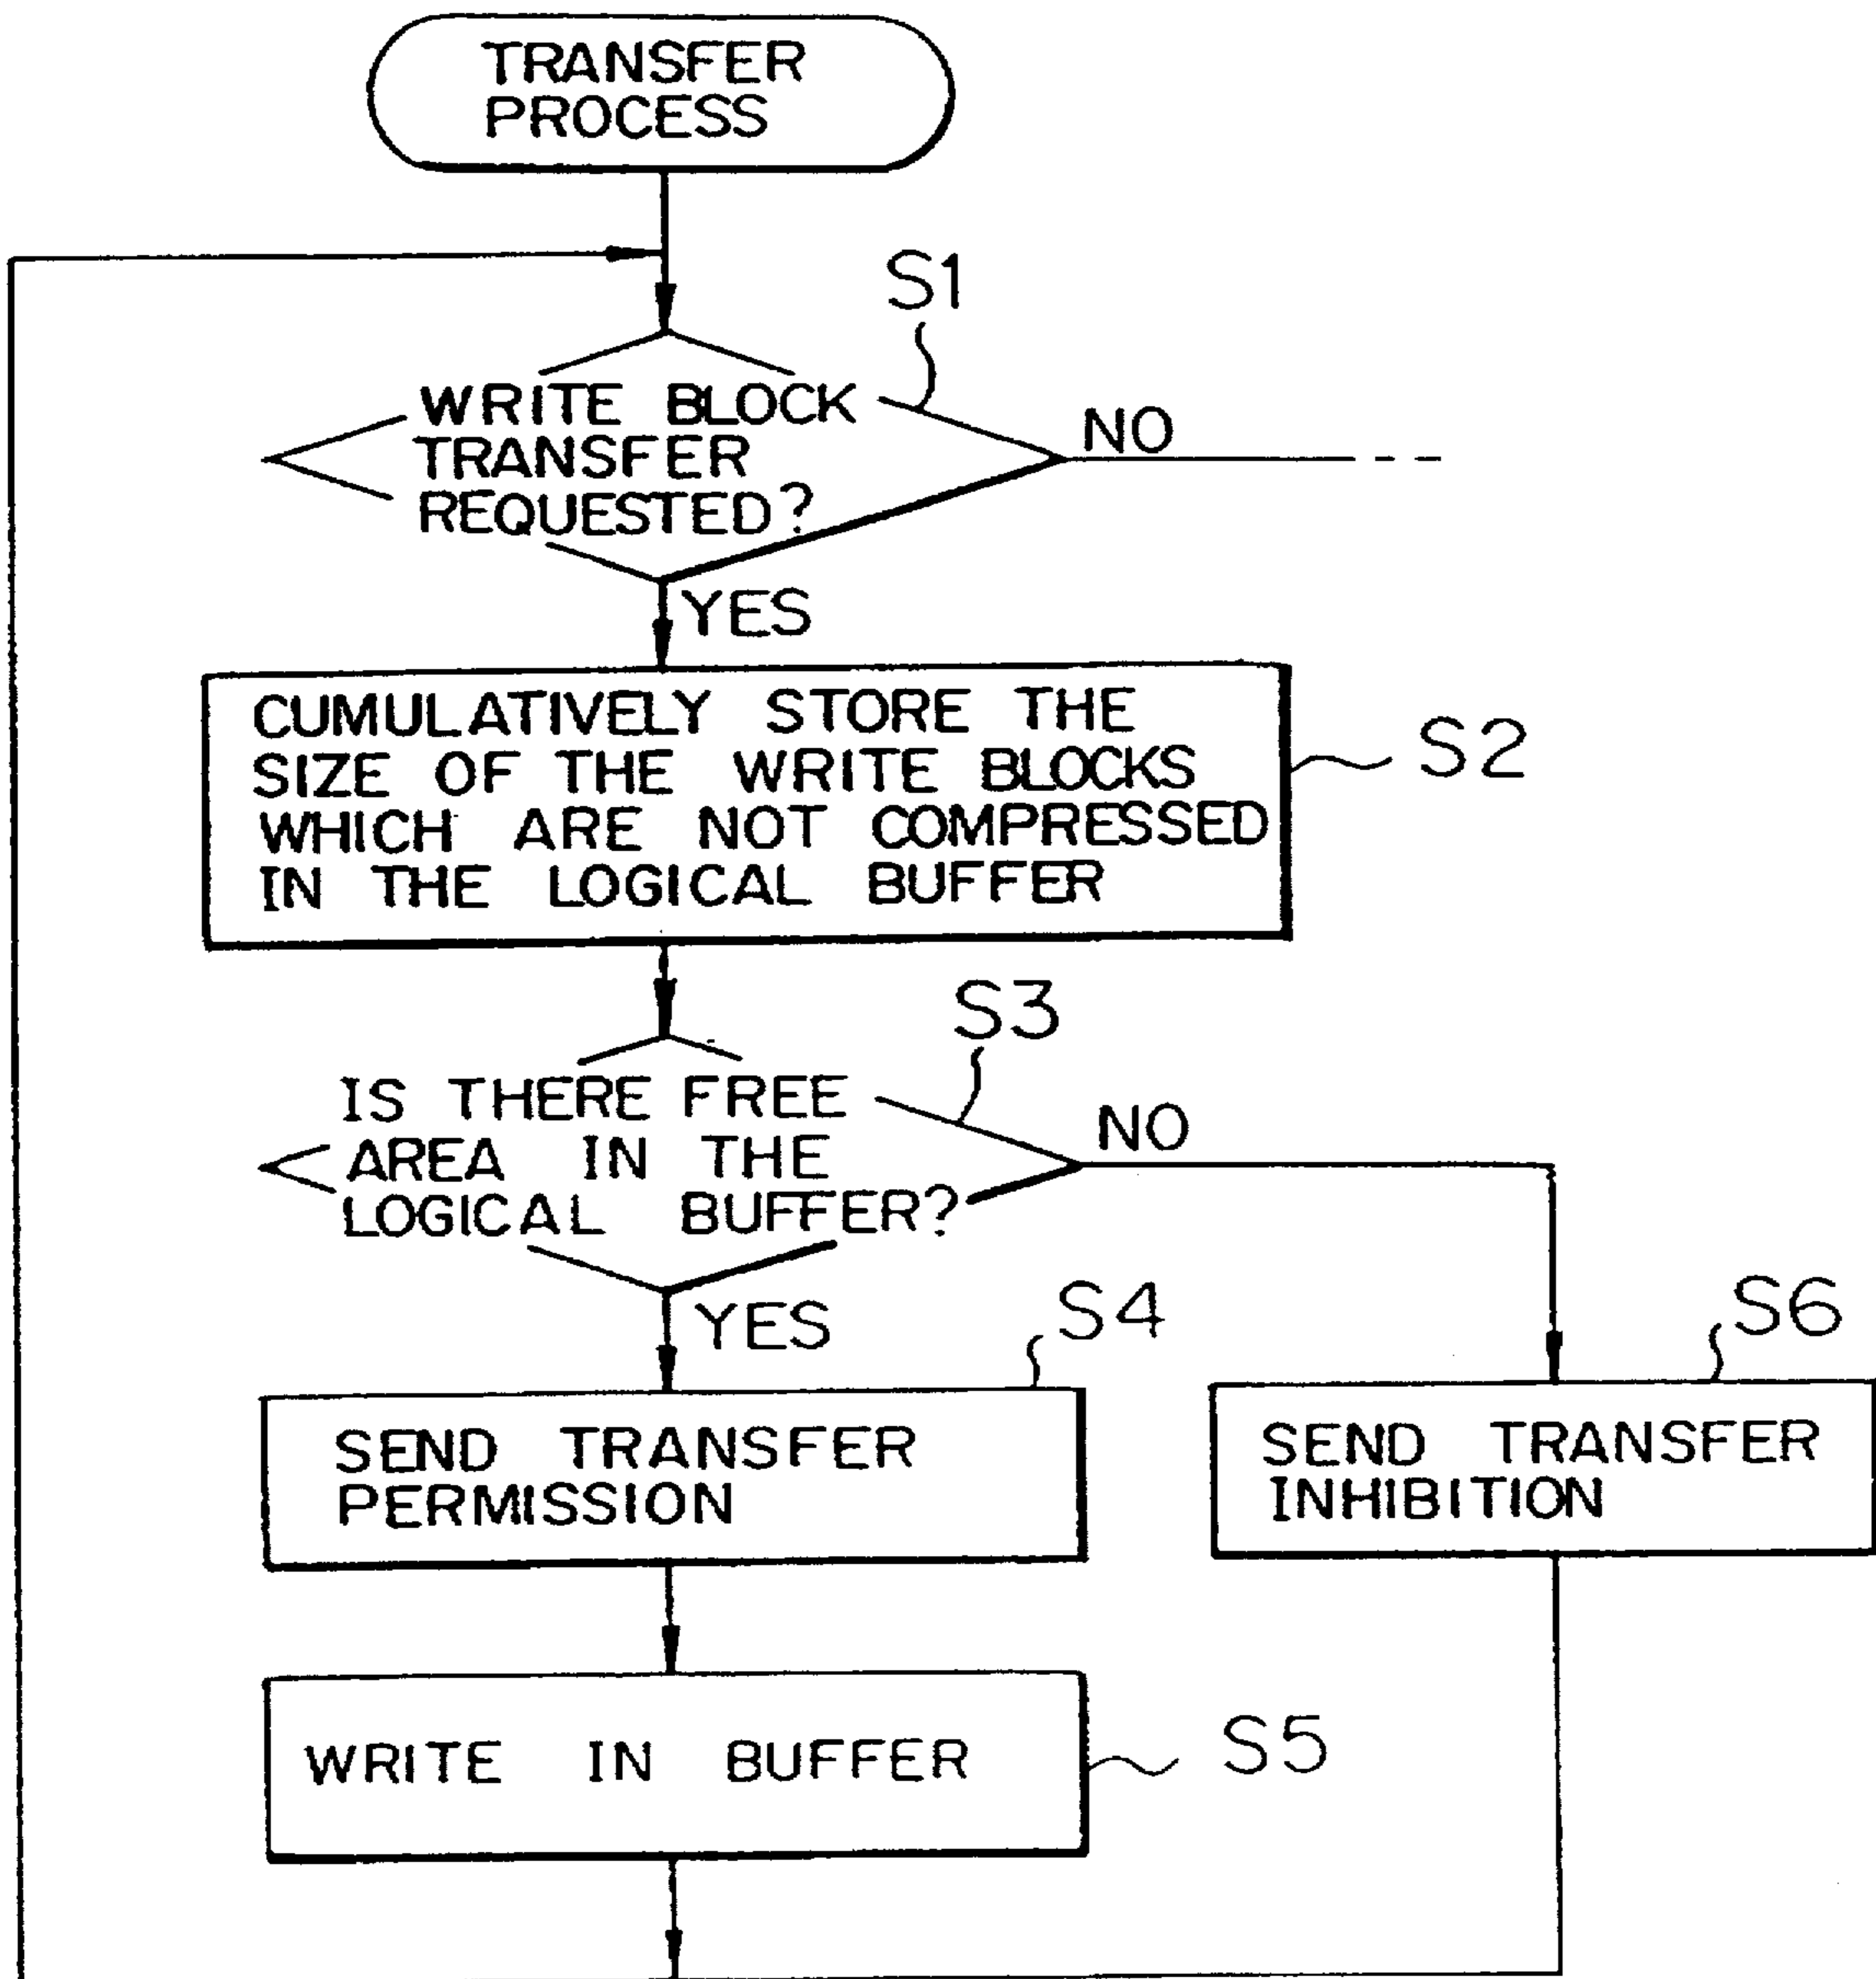 TRANSFER
PROCESS
S1
WRITE BLOCK
TRANSFER
REQUESTED?
NO
YES
CUMULATIVELY STORE THE
SIZE OF THE WRITE BLOCKS
WHICH ARE NOT COMPRESSED
IN THE LOGICAL BUFFER
S2
S3
IS THERE FREE
AREA IN THE
LOGICAL BUFFER?
NO
YES
S4
S6
SEND TRANSFER
PERMISSION
SEND TRANSFER
INHIBITION
WRITE IN BUFFER
S5